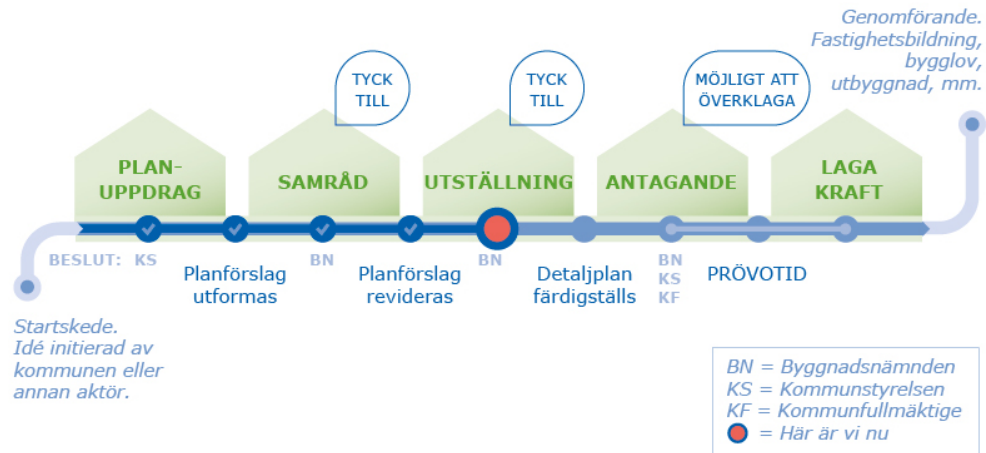 Genomförande.
Fastighetsbildning,
bygglov,
utbyggnad, mm.
TYCK
TILL
TYCK
TILL
MÖJLIGT ATT
ÖVERKLAGA
PLAN-
UPPDRAG
SAMRÅD
UTSTÄLLNING
ANTAGANDE
LAGA
KRAFT
BESLUT: KS
Planförslag
utformas
BN
Planförslag
revideras
BN
Detaljplan
färdigställs
BN
KS
KF
PRÖVOTID
Startskede.
Idé initierad av
kommunen eller
annan aktör.
BN = Byggnadsnämnden
KS = Kommunstyrelsen
KF = Kommunfullmäktige
= Här är vi nu